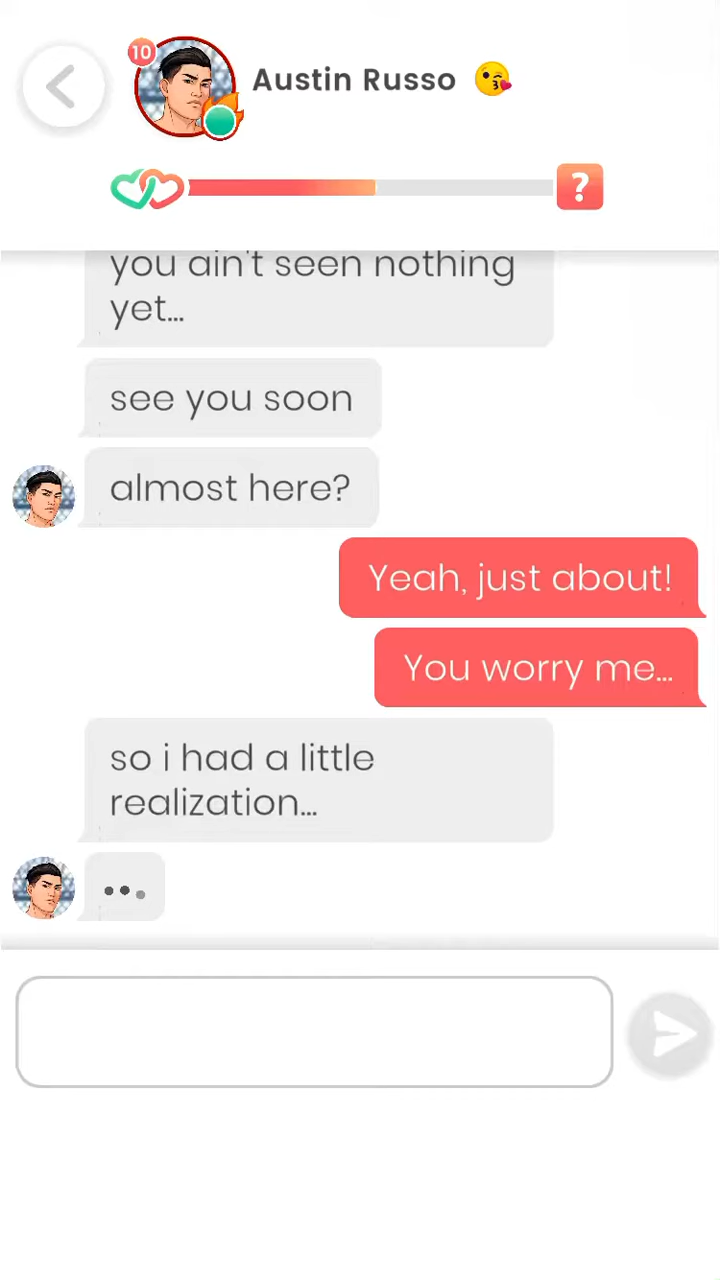 10
Austin Russo 😘
?
you ain't seen nothing
yet...
see you soon
almost here?
Yeah, just about!
You worry me...
so i had a little
realization...